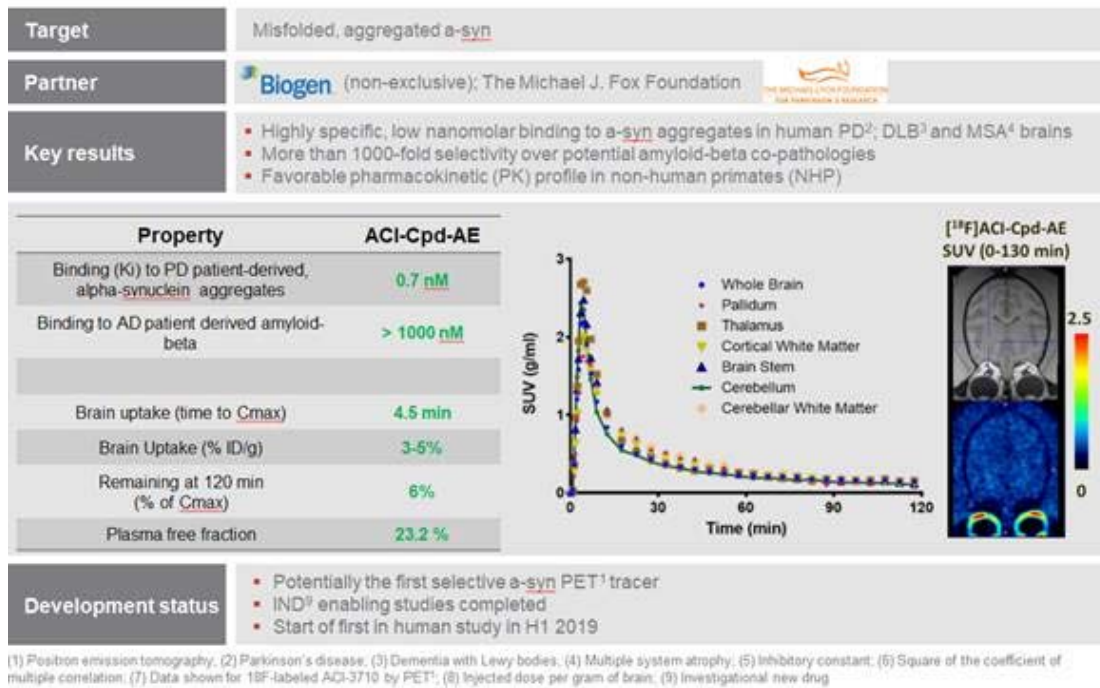 Target
Misfolded, aggregated a-syn
Partner
Biogen (non-exclusive); The Michael J. Fox Foundation
THE MICHAEL J. FOX FOUNDATION
FOR PARKINSON'S RESEARCH
Key results
▪ Highly specific, low nanomolar binding to a-syn aggregates in human PD²; DLB³ and MSA⁴ brains
▪ More than 1000-fold selectivity over potential amyloid-beta co-pathologies
▪ Favorable pharmacokinetic (PK) profile in non-human primates (NHP)
Property ACI-Cpd-AE
Binding (Ki) to PD patient-derived,
alpha-synuclein aggregates
0.7 nM
Binding to AD patient derived amyloid-
beta
> 1000 nM
Brain uptake (time to Cmax) 4.5 min
Brain Uptake (% ID/g) 3-5%
Remaining at 120 min
(% of Cmax)
6%
Plasma free fraction 23.2 %
SUV (g/ml)
3
2
1
0
0 30 60 90 120
Time (min)
Whole Brain
Pallidum
Thalamus
Cortical White Matter
Brain Stem
Cerebellum
Cerebellar White Matter
[¹⁸F]ACI-Cpd-AE
SUV (0-130 min)
2.5
0
Development status
▪ Potentially the first selective a-syn PET¹ tracer
▪ IND⁹ enabling studies completed
▪ Start of first in human study in H1 2019
(1) Positron emission tomography; (2) Parkinson's disease; (3) Dementia with Lewy bodies; (4) Multiple system atrophy; (5) Inhibitory constant; (6) Square of the coefficient of
multiple correlation; (7) Data shown for 18F-labeled ACI-3710 by PET¹; (8) Injected dose per gram of brain; (9) Investigational new drug